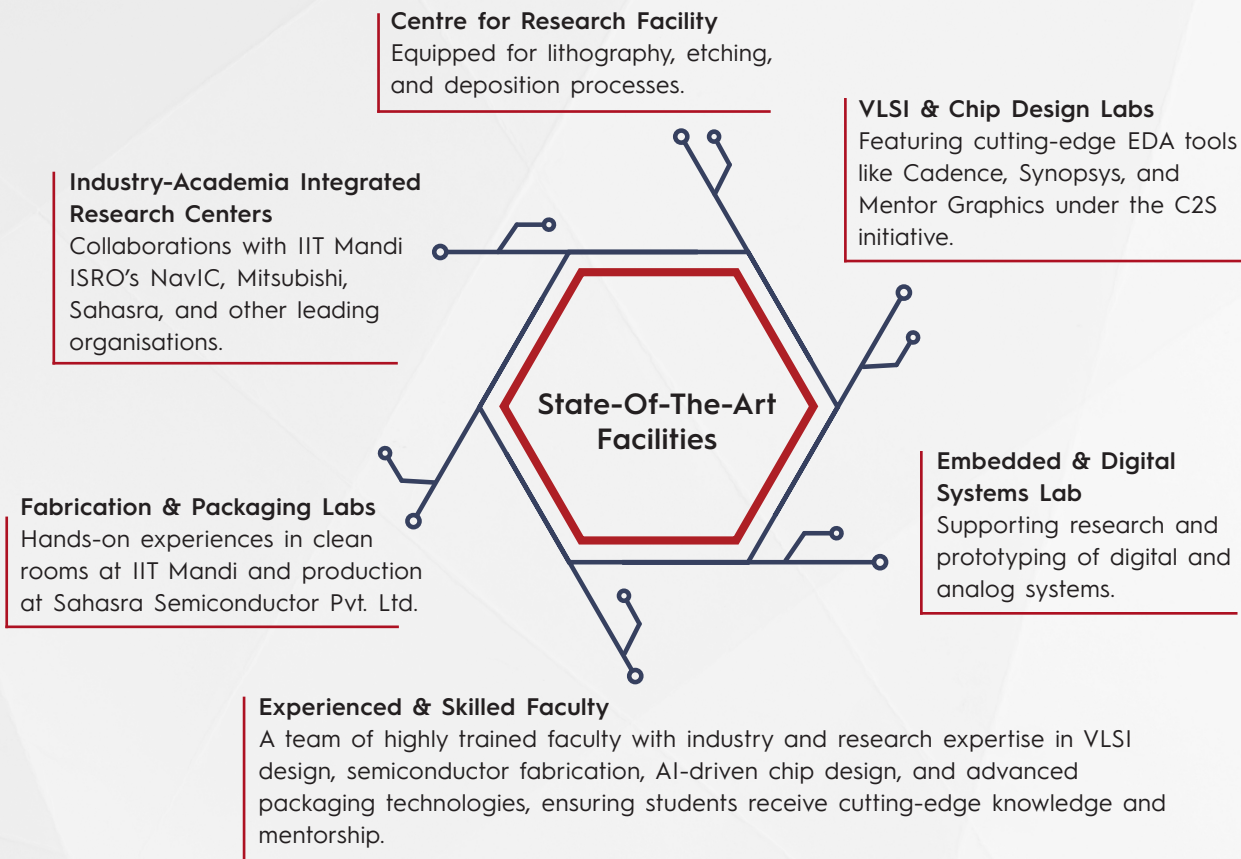 Centre for Research Facility
Equipped for lithography, etching,
and deposition processes.
VLSI & Chip Design Labs
Featuring cutting-edge EDA tools
like Cadence, Synopsys, and
Mentor Graphics under the C2S
initiative.
Industry-Academia Integrated
Research Centers
Collaborations with IIT Mandi
ISRO’s NavIC, Mitsubishi,
Sahasra, and other leading
organisations.
State-Of-The-Art
Facilities
Embedded & Digital
Systems Lab
Supporting research and
prototyping of digital and
analog systems.
Fabrication & Packaging Labs
Hands-on experiences in clean
rooms at IIT Mandi and production
at Sahasra Semiconductor Pvt. Ltd.
Experienced & Skilled Faculty
A team of highly trained faculty with industry and research expertise in VLSI
design, semiconductor fabrication, AI-driven chip design, and advanced
packaging technologies, ensuring students receive cutting-edge knowledge and
mentorship.